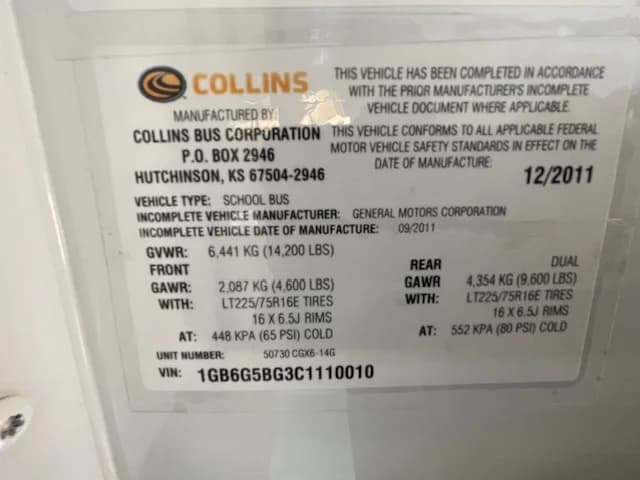 COLLINS
MANUFACTURED BY:
COLLINS BUS CORPORATION
P.O. BOX 2946
HUTCHINSON, KS 67504-2946
THIS VEHICLE HAS BEEN COMPLETED IN ACCORDANCE
WITH THE PRIOR MANUFACTURER'S INCOMPLETE
VEHICLE DOCUMENT WHERE APPLICABLE.
THIS VEHICLE CONFORMS TO ALL APPLICABLE FEDERAL
MOTOR VEHICLE SAFETY STANDARDS IN EFFECT ON THE
DATE OF MANUFACTURE:
12/2011
VEHICLE TYPE: SCHOOL BUS
INCOMPLETE VEHICLE MANUFACTURER: GENERAL MOTORS CORPORATION
INCOMPLETE VEHICLE DATE OF MANUFACTURE: 09/2011
GVWR: 6,441 KG (14,200 LBS)
FRONT
GAWR: 2,087 KG (4,600 LBS)
WITH: LT225/75R16E TIRES
16 X 6.5J RIMS
AT: 448 KPA (65 PSI) COLD
REAR DUAL
GAWR 4,354 KG (9,600 LBS)
WITH: LT225/75R16E TIRES
16 X 6.5J RIMS
AT: 552 KPA (80 PSI) COLD
UNIT NUMBER: 50730 CGX6-14G
VIN: 1GB6G5BG3C1110010